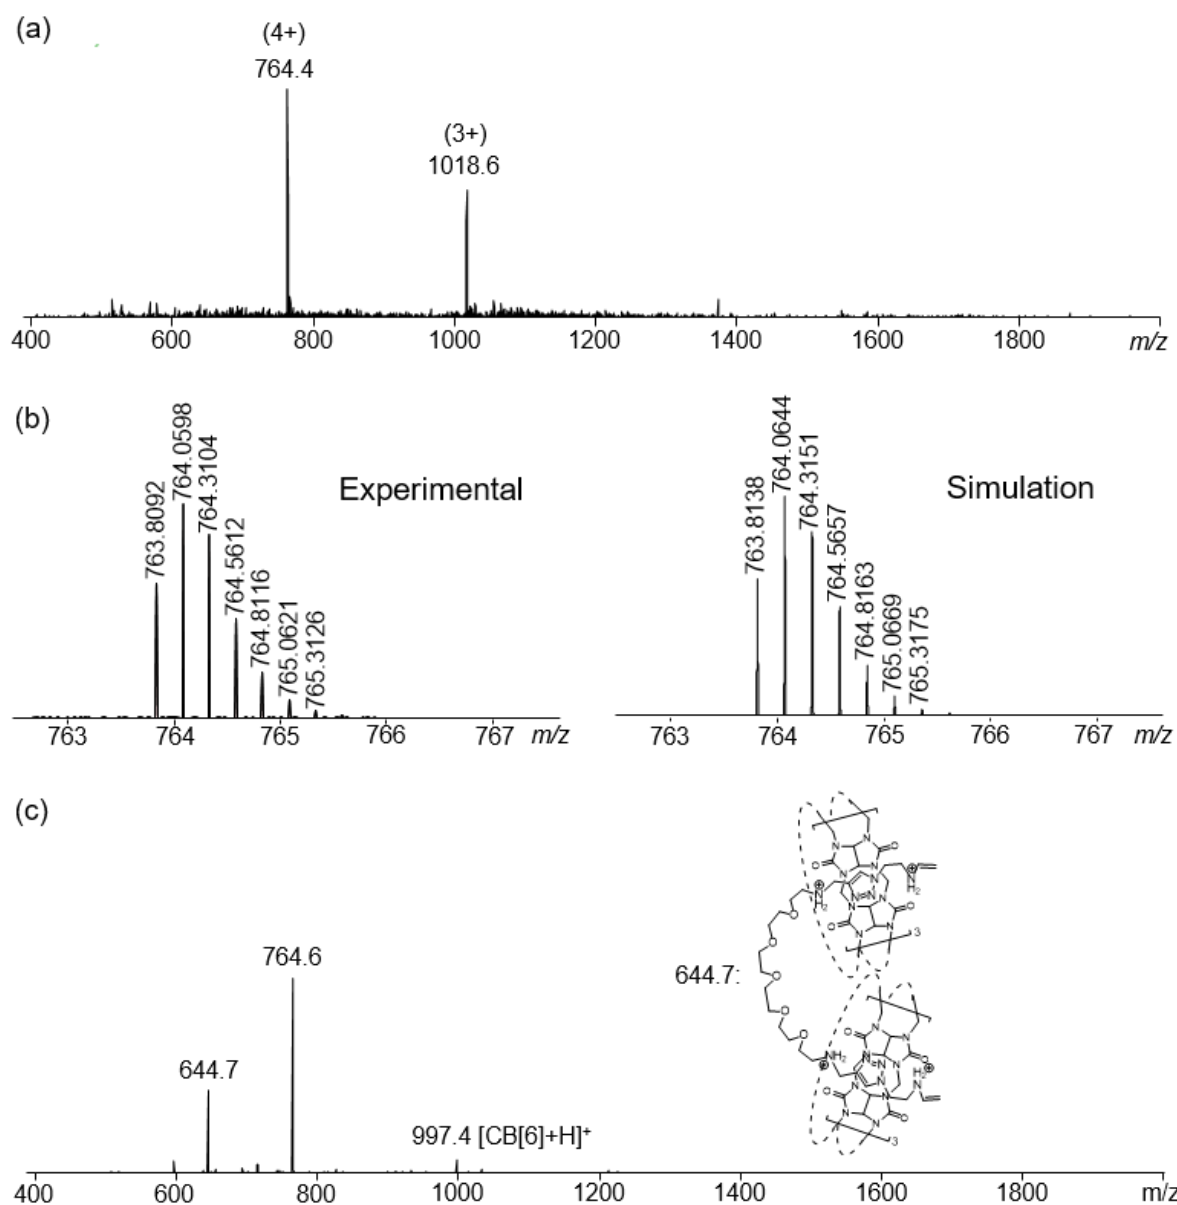 (a)
(4+)
764.4
(3+)
1018.6
400 600 800 1000 1200 1400 1600 1800 m/z
(b)
Experimental
763.8092
764.0598
764.3104
764.5612
764.8116
765.0621
765.3126
763 764 765 766 767 m/z
Simulation
763.8138
764.0644
764.3151
764.5657
764.8163
765.0669
765.3175
763 764 765 766 767 m/z
(c)
764.6
644.7
997.4 [CB[6]+H]+
644.7:
400 600 800 1000 1200 1400 1600 1800 m/z